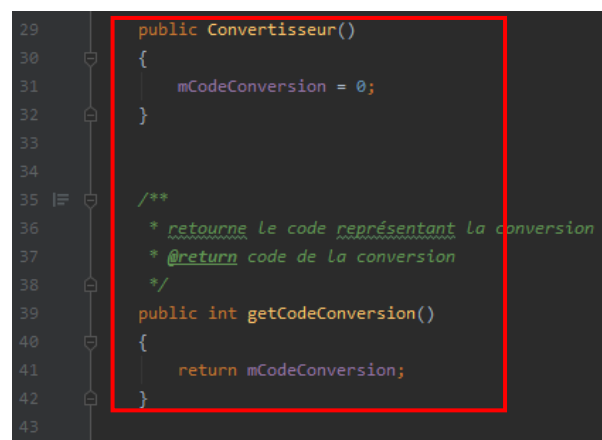 29 public Convertisseur()
30 {
31 mCodeConversion = 0;
32 }
33
34
35 /**
36 * retourne le code représentant la conversion
37 * @return code de la conversion
38 */
39 public int getCodeConversion()
40 {
41 return mCodeConversion;
42 }
43